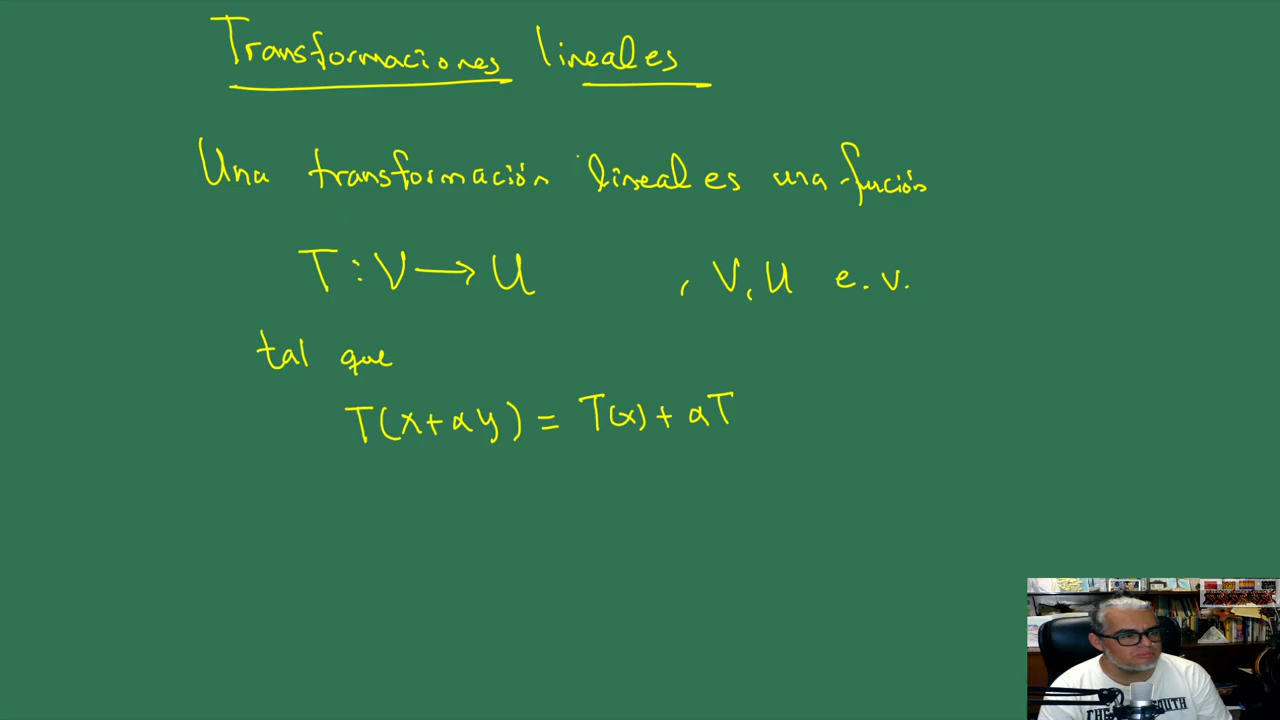 Transformaciones lineales
Una transformación lineal es una función
T : V → U , V, U e.v.
tal que
T(x+αy) = T(x) + αT